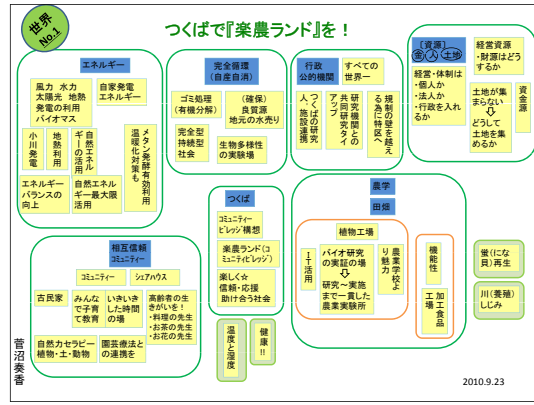 世界
No.1
つくばで『楽農ランド』を！
エネルギー
風力 水力
太陽光 地熱
発電の利用
バイオマス
自家発電
エネルギー
小川発電
地熱利用
自然エネル
ギーの活用
メタン発酵有効利用
温暖化対策も
エネルギー
バランスの
向上
自然エネル
ギー最大限
活用
完全循環
（自産自消）
ゴミ処理
（有機分解）
（確保）
良質源
地元の水売り
完全型
持続型
社会
生物多様性
の実験場
行政
公的機関
すべての
世界一
つくばの研究
人、施設連携
研究機関との
共同研究タイ
アップ
規制の壁を越え
る為に特区へ
［資源］
金 人 土地
経営資源
・財源はどう
するか
経営・体制は
・個人か
・法人か
・行政を入れ
るか
土地が集
まらない
⇩
どうして
土地を集
めるか
資金源
つくば
コミュニティー
ビレッジ構想
楽農ランド（コ
ミュニティビレッジ）
楽しく☆
信頼・応援
助け合う社会
農学
田畑
植物工場
IT活用
バイオ研究
の実証の場
⇩
研究～実施
まで一貫した
農業実験所
農業学校よ
り魅力
機能性
加工食品
工場
蛍（にな
貝）再生
川（養殖）
しじみ
相互信頼
コミュニティー
コミュニティー
シェアハウス
古民家
みんな
で子育
て教育
いきいき
した時間
の場
高齢者の生
きがいを！
・料理の先生
・お茶の先生
・お花の先生
自然力セラピー
植物・土・動物
園芸療法と
の連携を
温度と湿度
健康!!
菅沼奏香
2010.9.23